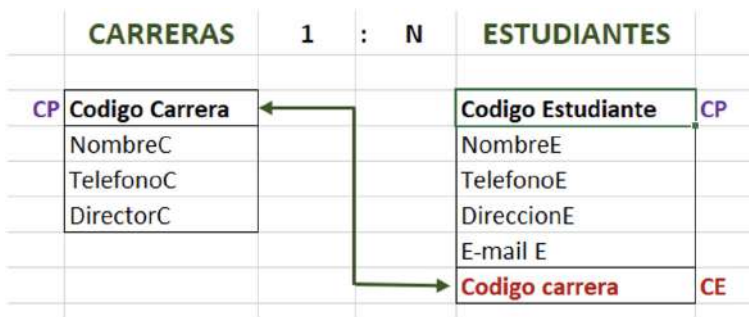 CARRERAS 1 : N ESTUDIANTES
CP Codigo Carrera Codigo Estudiante CP
NombreC NombreE
TelefonoC TelefonoE
DirectorC DireccionE
E-mail E
Codigo carrera CE